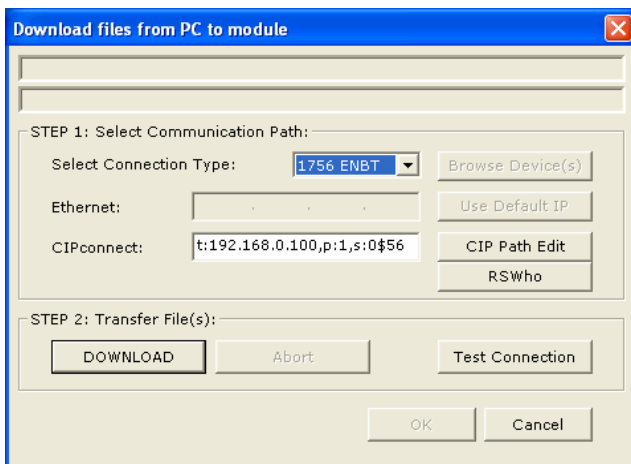 Download files from PC to module
STEP 1: Select Communication Path:
Select Connection Type: 1756 ENBT Browse Device(s)
Ethernet: . . . Use Default IP
CIPconnect: t:192.168.0.100,p:1,s:0$56 CIP Path Edit
RSWho
STEP 2: Transfer File(s):
DOWNLOAD Abort Test Connection
OK Cancel